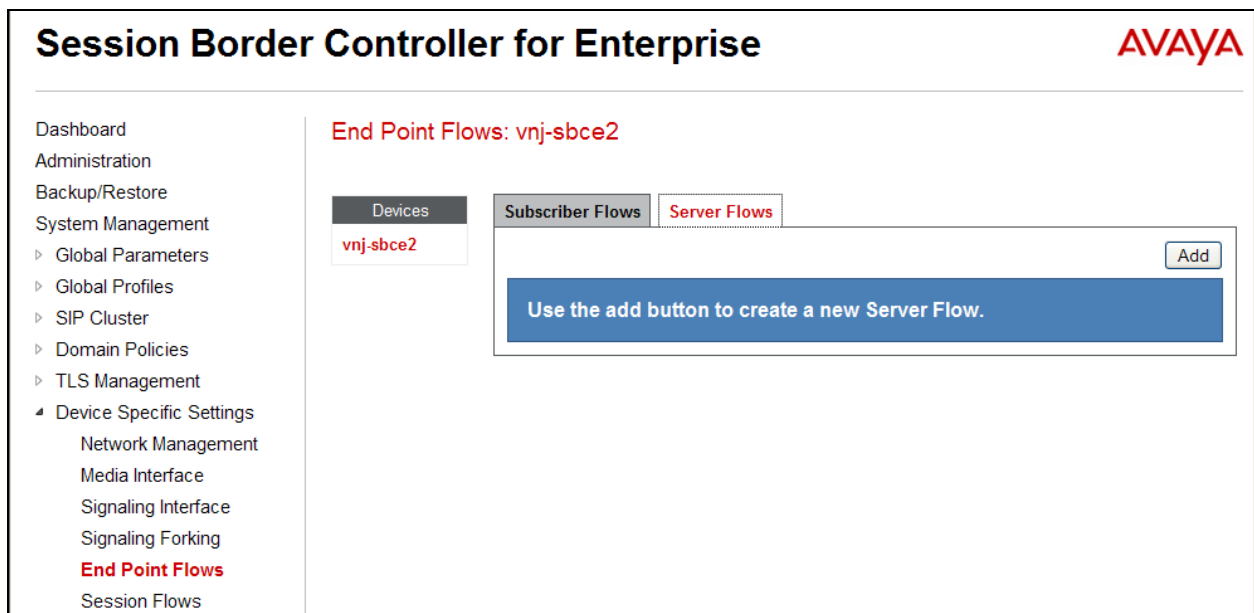 Session Border Controller for Enterprise
AVAYA
Dashboard
Administration
Backup/Restore
System Management
Global Parameters
Global Profiles
SIP Cluster
Domain Policies
TLS Management
Device Specific Settings
Network Management
Media Interface
Signaling Interface
Signaling Forking
End Point Flows
Session Flows
End Point Flows: vnj-sbce2
Devices
vnj-sbce2
Subscriber Flows
Server Flows
Add
Use the add button to create a new Server Flow.